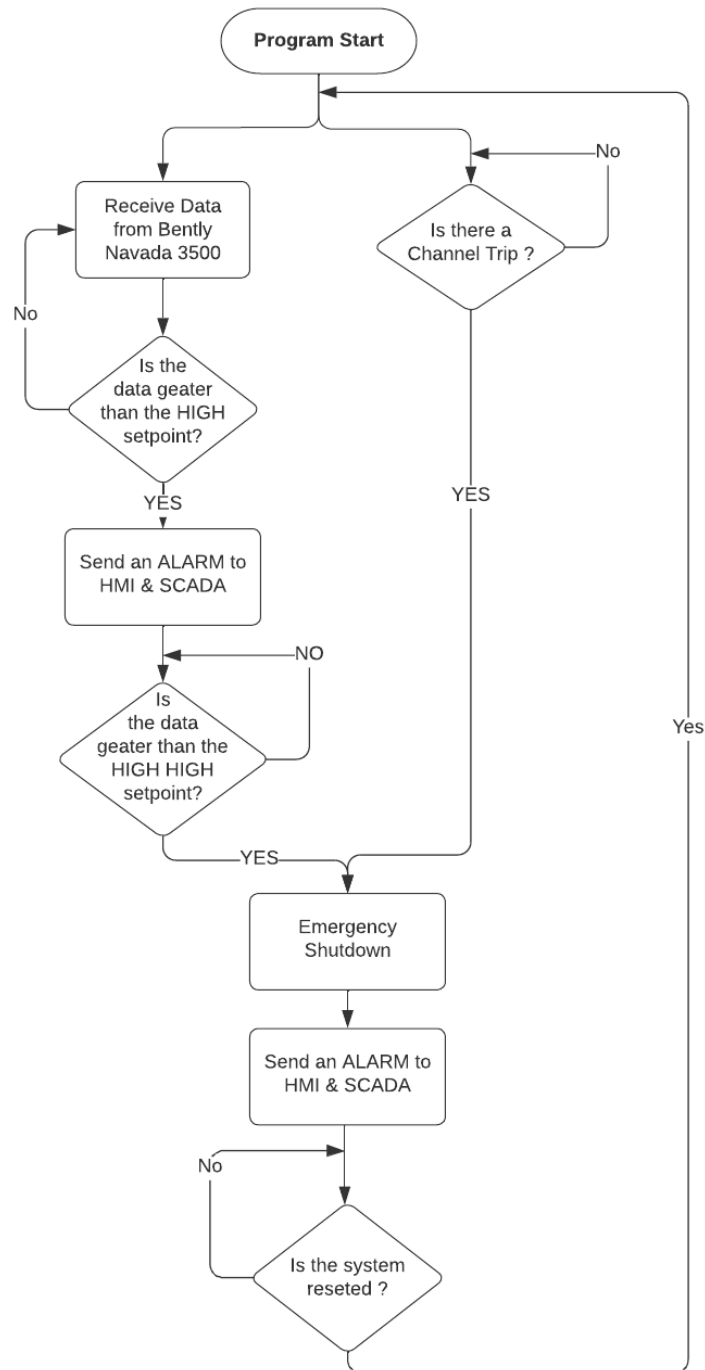 Program Start
No
Receive Data
from Bently
Navada 3500
Is there a
Channel Trip ?
No
Is the
data geater
than the HIGH
setpoint?
YES
YES
Send an ALARM to
HMI & SCADA
NO
Is
the data
geater than the
HIGH HIGH
setpoint?
Yes
YES
Emergency
Shutdown
Send an ALARM to
HMI & SCADA
No
Is the system
reseted ?